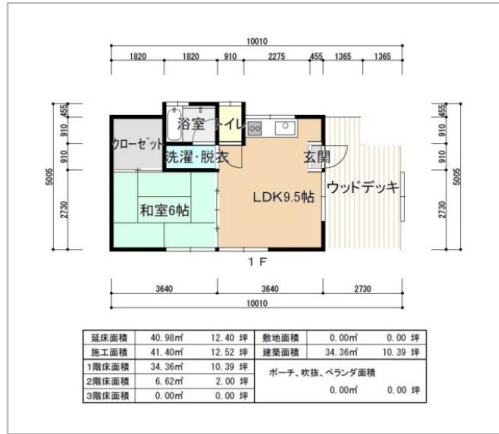 10010
1820 1820 910 2275 455 1365 1365
5005
455
910
910
2730
クローゼット
浴室
トイレ
洗濯・脱衣
玄関
ウッドデッキ
和室6帖
LDK9.5帖
455
910
910
2730
5005
1F
3640 3640 2730
10010
延床面積 40.98㎡ 12.40 坪 敷地面積 0.00㎡ 0.00 坪
施工面積 41.40㎡ 12.52 坪 建築面積 34.36㎡ 10.39 坪
1階床面積 34.36㎡ 10.39 坪 ポーチ、吹抜、ベランダ面積
2階床面積 6.62㎡ 2.00 坪
3階床面積 0.00㎡ 0.00 坪 0.00㎡ 0.00 坪